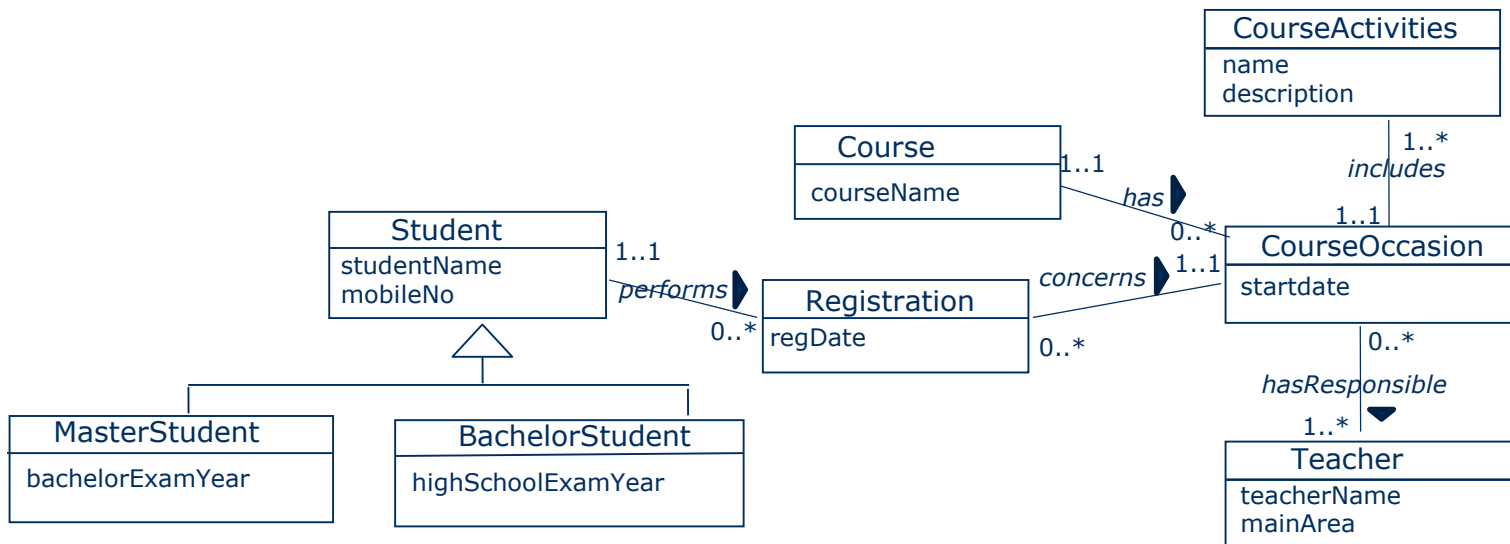 CourseActivities
name
description
1..*
includes
1..1
Course
courseName
1..1
has
0..*
CourseOccasion
startdate
Student
studentName
mobileNo
1..1
performs
0..*
Registration
regDate
concerns
1..1
0..*
0..*
hasResponsible
1..*
MasterStudent
bachelorExamYear
BachelorStudent
highSchoolExamYear
Teacher
teacherName
mainArea